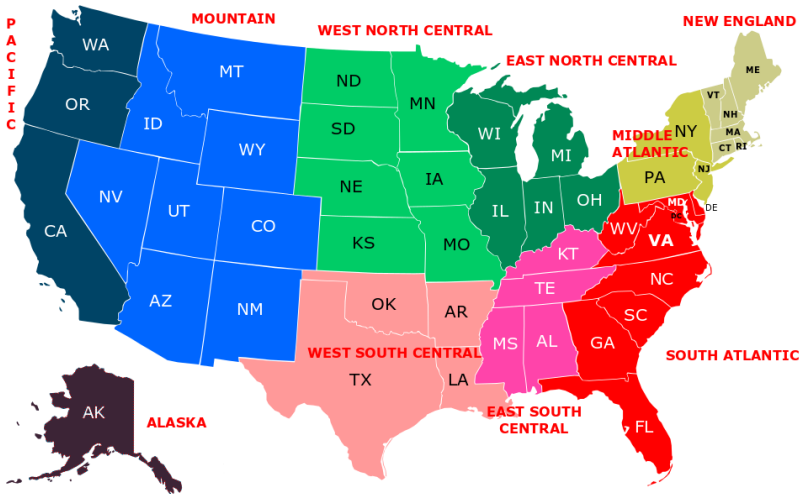 MOUNTAIN
NEW ENGLAND
PACIFIC
WEST NORTH CENTRAL
EAST NORTH CENTRAL
WA
MT
ND
MN
ME
OR
ID
SD
WI
MI
MIDDLE
ATLANTIC
NY
VT
NH
MA
CT
RI
WY
NE
IA
PA
NJ
NV
UT
CO
KS
MO
IL
IN
OH
MD
DC
DE
CA
WV
VA
KT
AZ
NM
OK
AR
TE
NC
SC
WEST SOUTH CENTRAL
TX
LA
MS
AL
GA
SOUTH ATLANTIC
EAST SOUTH
CENTRAL
FL
AK
ALASKA